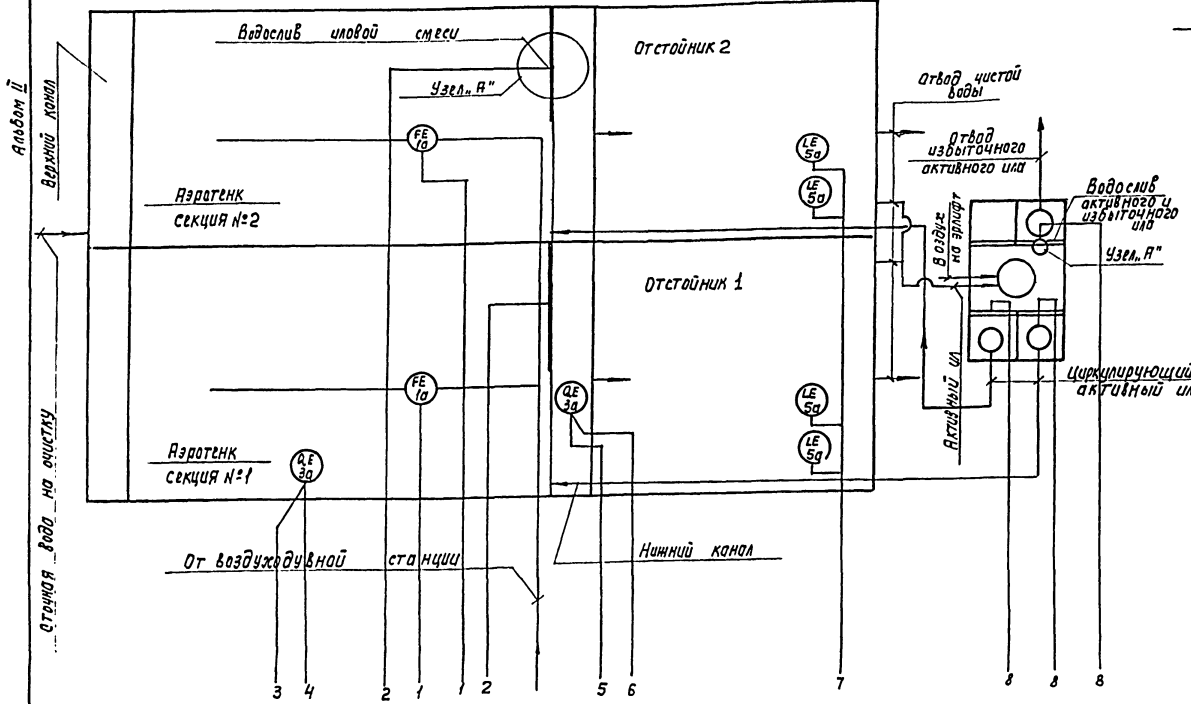 Альбом II
Верхний канал
Сточная вода на очистку
Водослив иловой смеси
Узел „А"
Отстойник 2
FE
1а
Аэротенк
секция №2
LE
5а
LE
5а
Отвод чистой
воды
Отвод
избыточного
активного ила
Водослив
активного и
избыточного
ила
Узел „А"
Воздух
на эрлифт
Активный ил
Отстойник 1
FE
1а
QE
3а
LE
5а
LE
5а
Циркулирующий
активный ил
Аэротенк
секция №1
QE
3а
От воздуходувной станции
Нижний канал
3 4 2 1 1 2 5 6 7 8 8 8